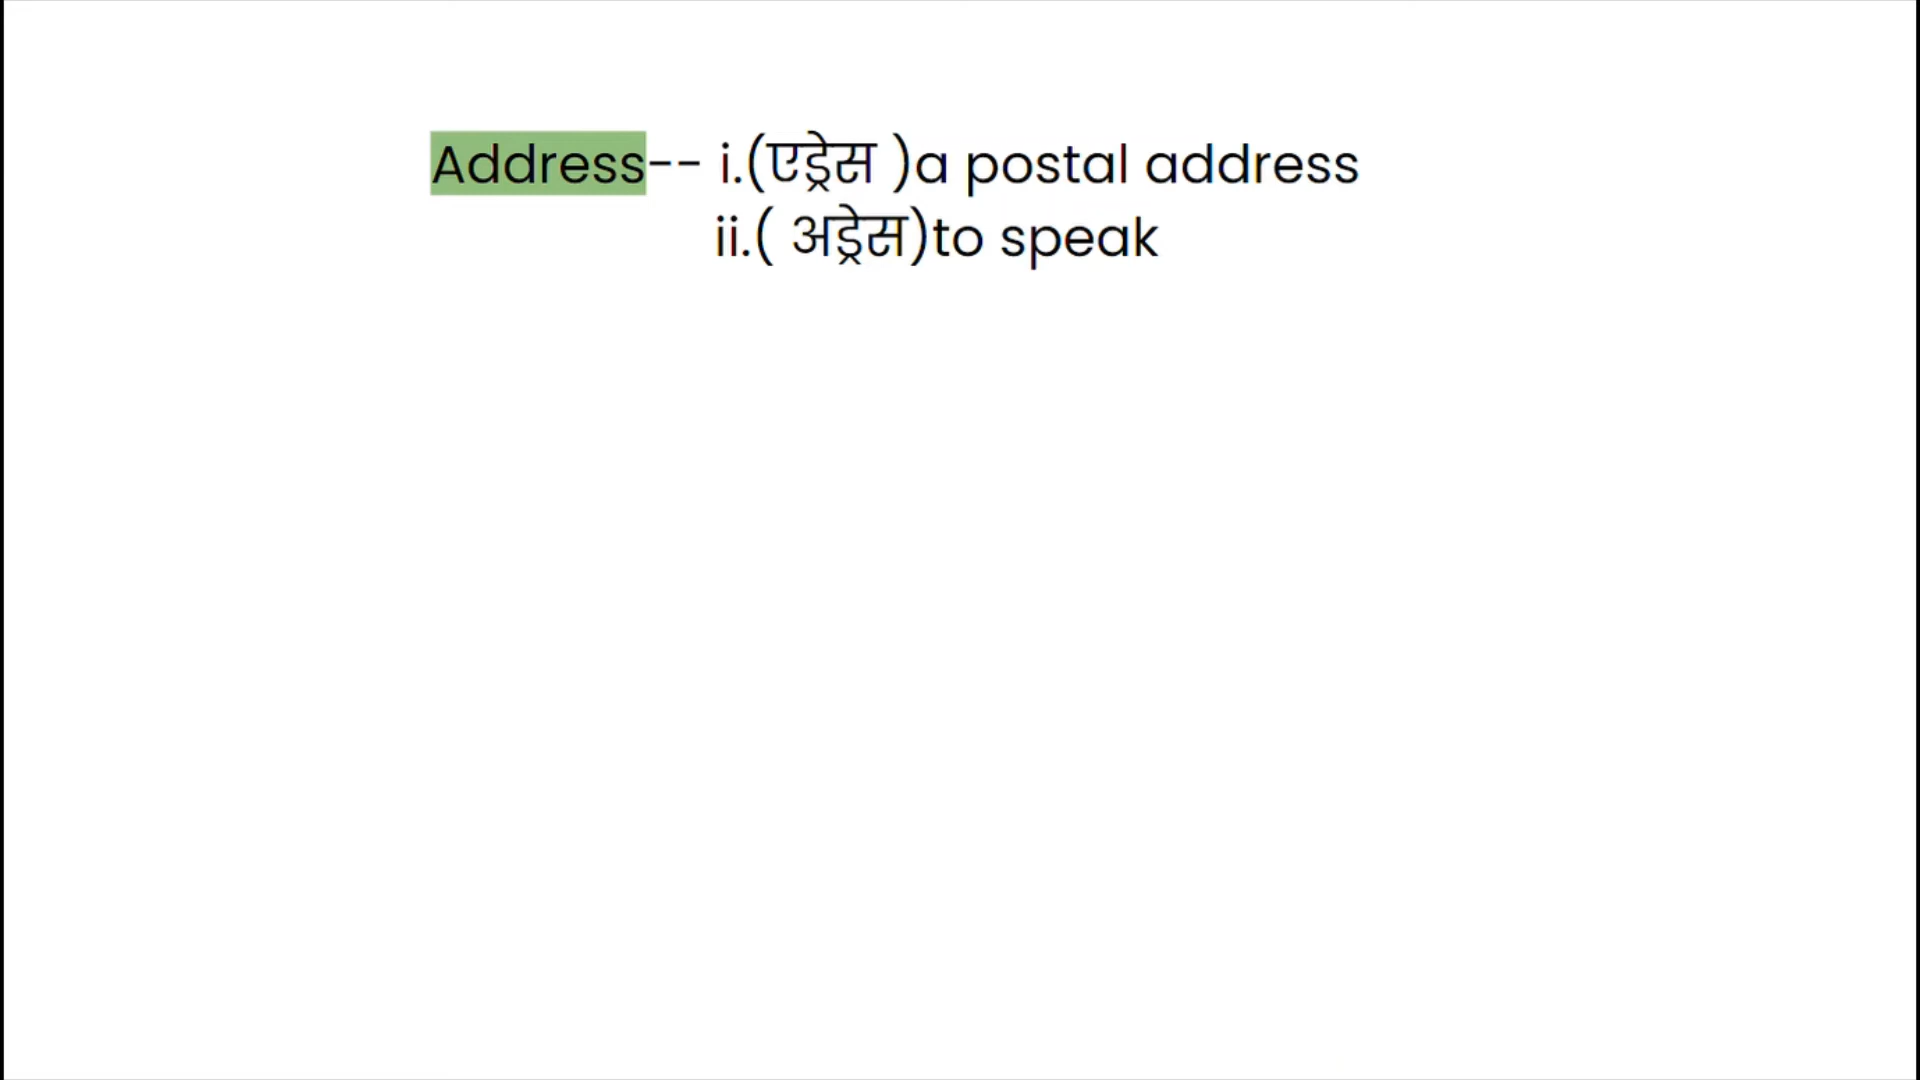 Address-- i.(एड्रेस )a postal address
ii.( अड्रेस)to speak